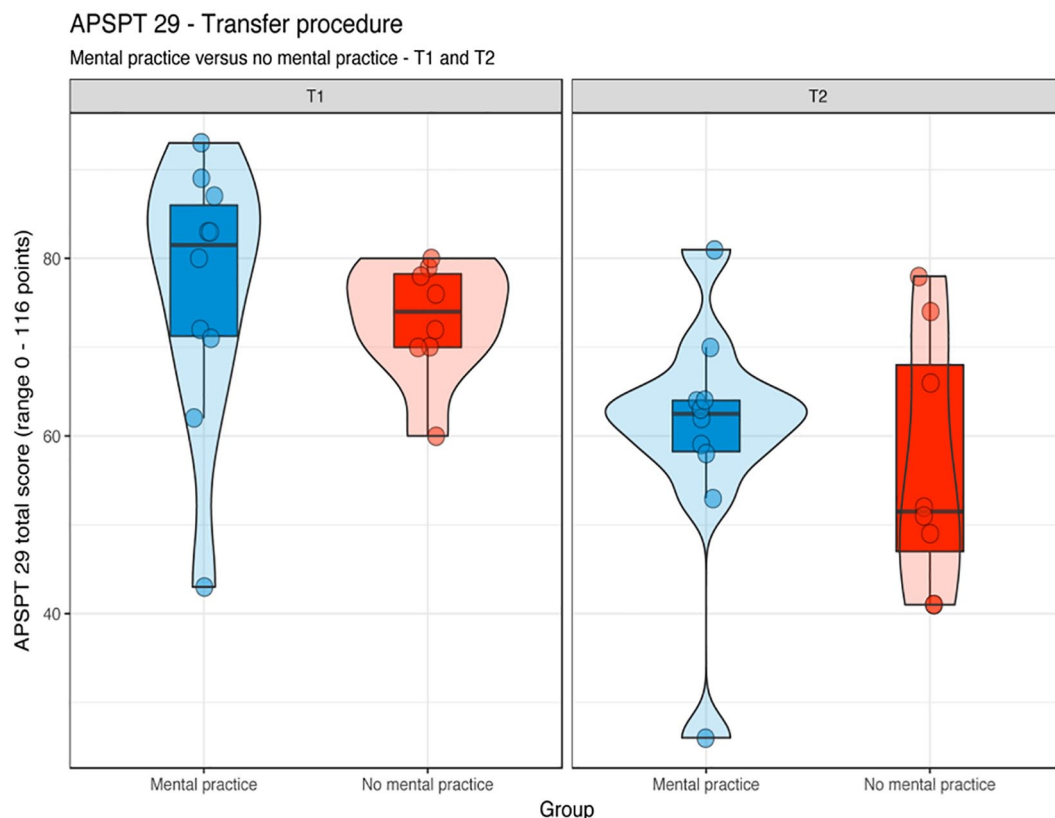 APSPT 29 - Transfer procedure
Mental practice versus no mental practice - T1 and T2
T1
T2
APSPT 29 total score (range 0 - 116 points)
80
60
40
Mental practice
No mental practice
Mental practice
No mental practice
Group